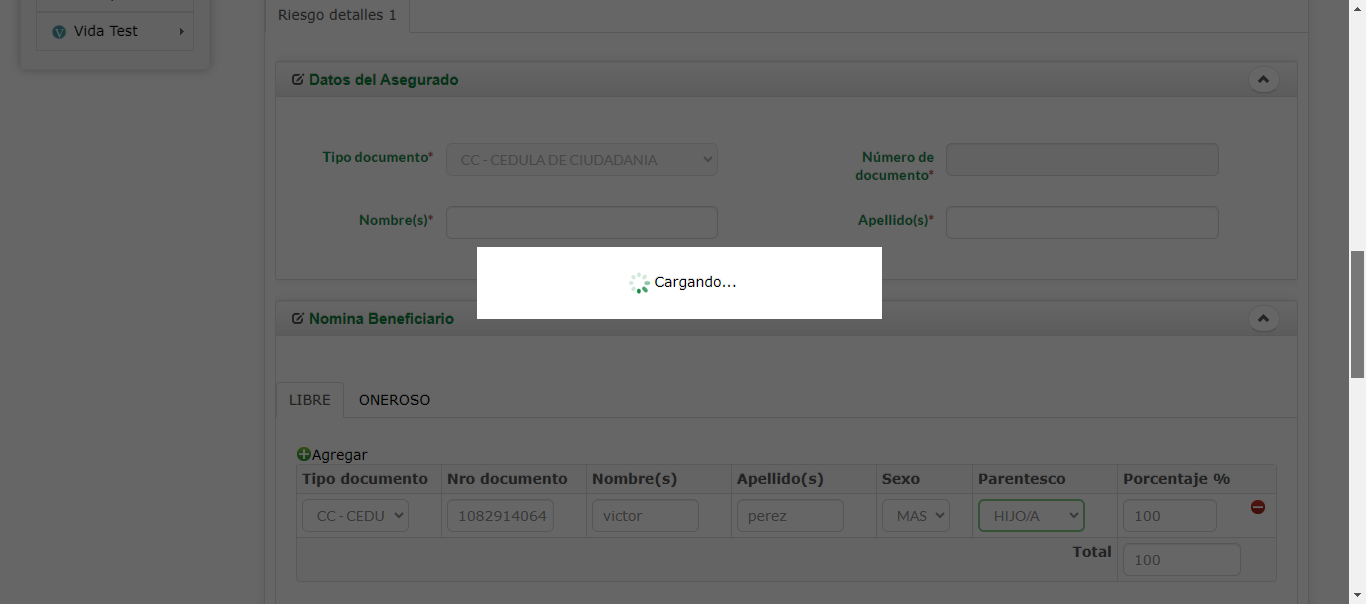 Riesgo detalles 1
Vida Test
Datos del Asegurado
Tipo documento* CC - CEDULA DE CIUDADANIA
Número de
documento*
Nombre(s)*
Apellido(s)*
Cargando...
Nomina Beneficiario
LIBRE ONEROSO
Agregar
Tipo documento Nro documento Nombre(s) Apellido(s) Sexo Parentesco Porcentaje %
CC - CEDU 1082914064 victor perez MAS HIJO/A 100
Total 100